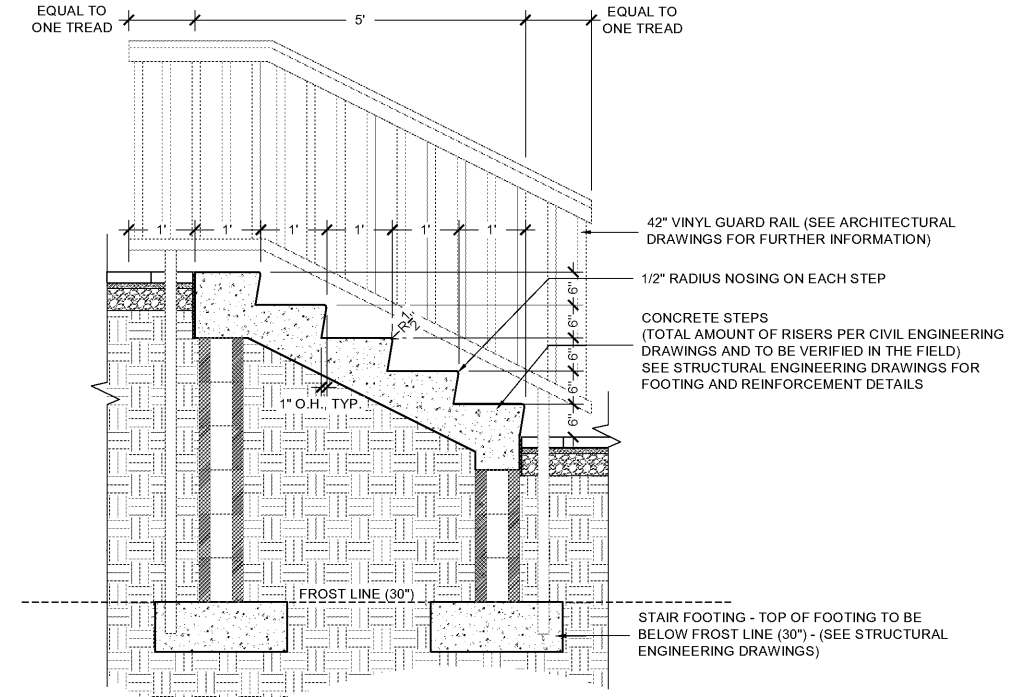 EQUAL TO
ONE TREAD
5'
EQUAL TO
ONE TREAD
1'
1'
1'
1'
1'
1'
42" VINYL GUARD RAIL (SEE ARCHITECTURAL
DRAWINGS FOR FURTHER INFORMATION)
1/2" RADIUS NOSING ON EACH STEP
6"
6"
6"
6"
6"
R1/2
CONCRETE STEPS
(TOTAL AMOUNT OF RISERS PER CIVIL ENGINEERING
DRAWINGS AND TO BE VERIFIED IN THE FIELD)
SEE STRUCTURAL ENGINEERING DRAWINGS FOR
FOOTING AND REINFORCEMENT DETAILS
1" O.H., TYP.
FROST LINE (30")
STAIR FOOTING - TOP OF FOOTING TO BE
BELOW FROST LINE (30") - (SEE STRUCTURAL
ENGINEERING DRAWINGS)